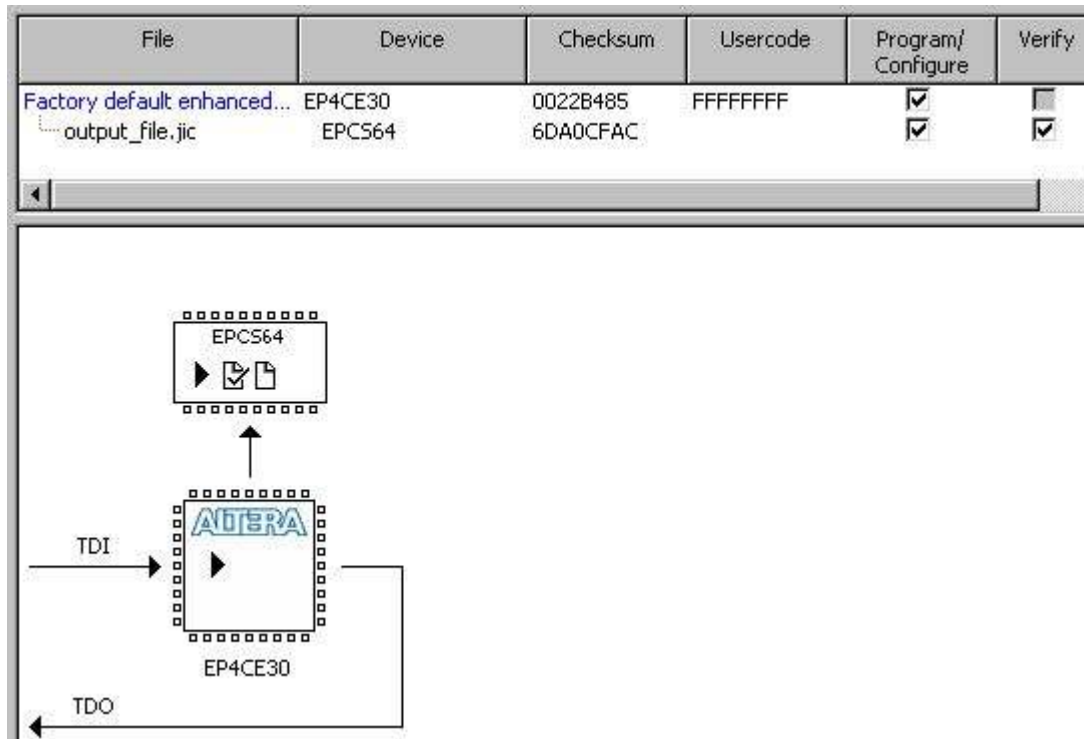 File Device Checksum Usercode Program/ Configure Verify
Factory default enhanced... EP4CE30 0022B485 FFFFFFFF
output_file.jic EPCS64 6DA0CFAC
EPCS64
ALTERA
TDI
EP4CE30
TDO